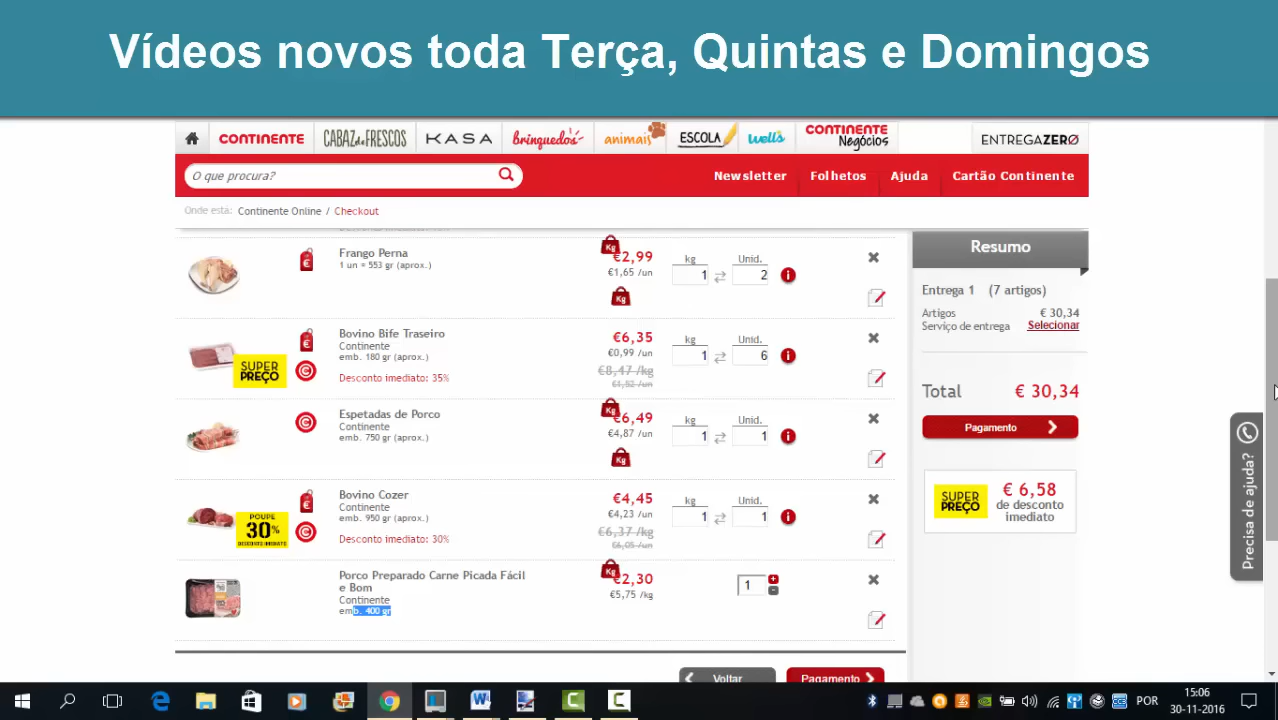 Vídeos novos toda Terça, Quintas e Domingos
CONTINENTE CABAZ de FRESCOS KASA brinquedos animais ESCOLA wells CONTINENTE Negócios ENTREGAZERO
O que procura? Newsletter Folhetos Ajuda Cartão Continente
Onde está: Continente Online / Checkout
Frango Perna
1 un = 553 gr (aprox.)
Kg
€2,99
€1,65 /un
Kg
kg Unid.
1 2
Bovino Bife Traseiro
Continente
emb. 180 gr (aprox.)
Desconto imediato: 35%
SUPER PREÇO
€6,35
€0,99 /un
€8,47 /kg
€1,52 /un
kg Unid.
1 6
Espetadas de Porco
Continente
emb. 750 gr (aprox.)
Kg
€6,49
€4,87 /un
Kg
kg Unid.
1 1
Bovino Cozer
Continente
emb. 950 gr (aprox.)
Desconto imediato: 30%
POUPE
30%
DESCONTO IMEDIATO
€4,45
€4,23 /un
€6,37 /kg
€6,05 /un
kg Unid.
1 1
Porco Preparado Carne Picada Fácil
e Bom
Continente
emb. 400 gr
Kg
€2,30
€5,75 /kg
1
Voltar Pagamento
Resumo
Entrega 1 (7 artigos)
Artigos € 30,34
Serviço de entrega Selecionar
Total € 30,34
Pagamento
SUPER PREÇO
€ 6,58
de desconto
imediato
Precisa de ajuda?
POR
15:06
30-11-2016